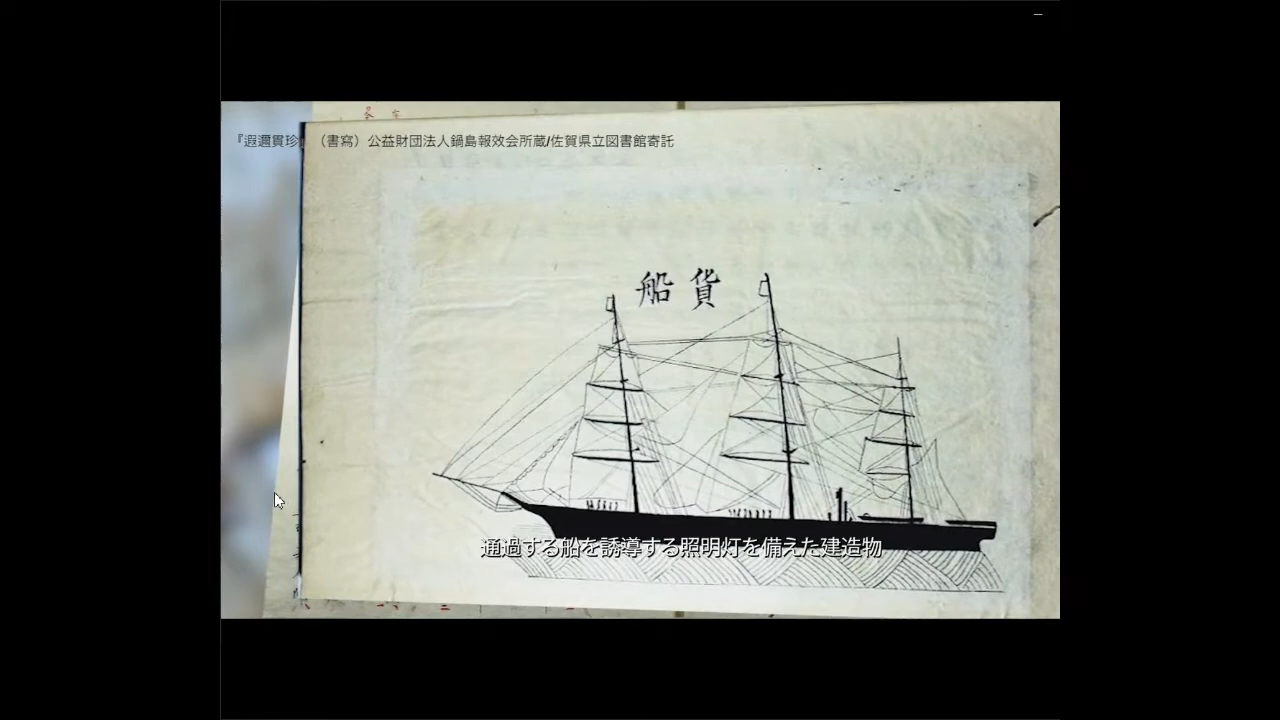 『遐邇貫珍』（書寫）公益財団法人鍋島報效会所蔵/佐賀県立図書館寄託
船貨
通過する船を誘導する照明灯を備えた建造物